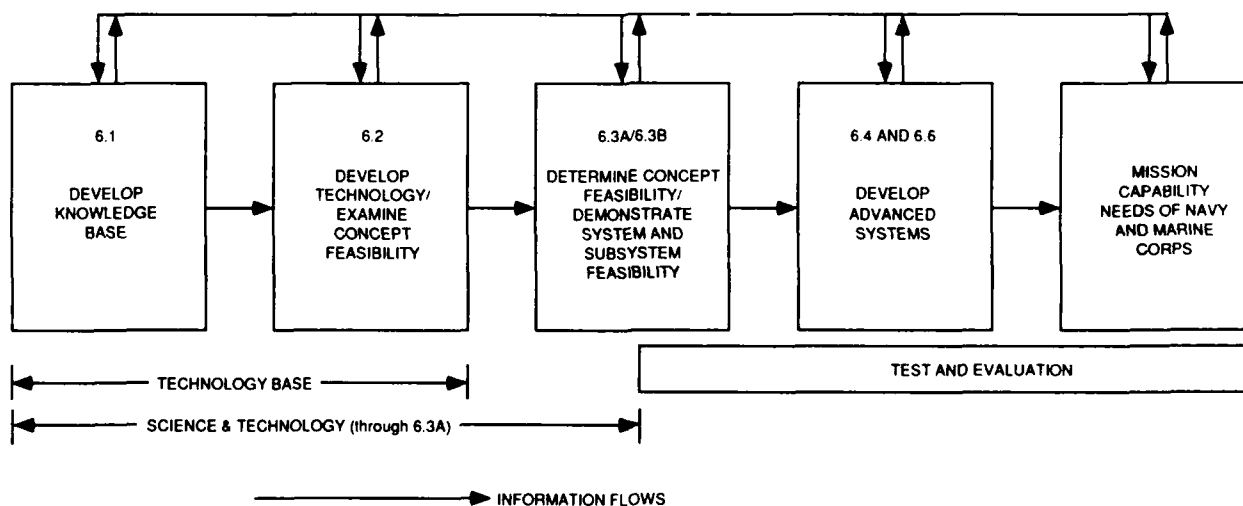 6.1
DEVELOP
KNOWLEDGE
BASE
6.2
DEVELOP
TECHNOLOGY/
EXAMINE
CONCEPT
FEASIBILITY
6.3A/6.3B
DETERMINE CONCEPT
FEASIBILITY/
DEMONSTRATE
SYSTEM AND
SUBSYSTEM
FEASIBILITY
6.4 AND 6.6
DEVELOP
ADVANCED
SYSTEMS
MISSION
CAPABILITY
NEEDS OF NAVY
AND MARINE
CORPS
TEST AND EVALUATION
TECHNOLOGY BASE
SCIENCE & TECHNOLOGY (through 6.3A)
INFORMATION FLOWS